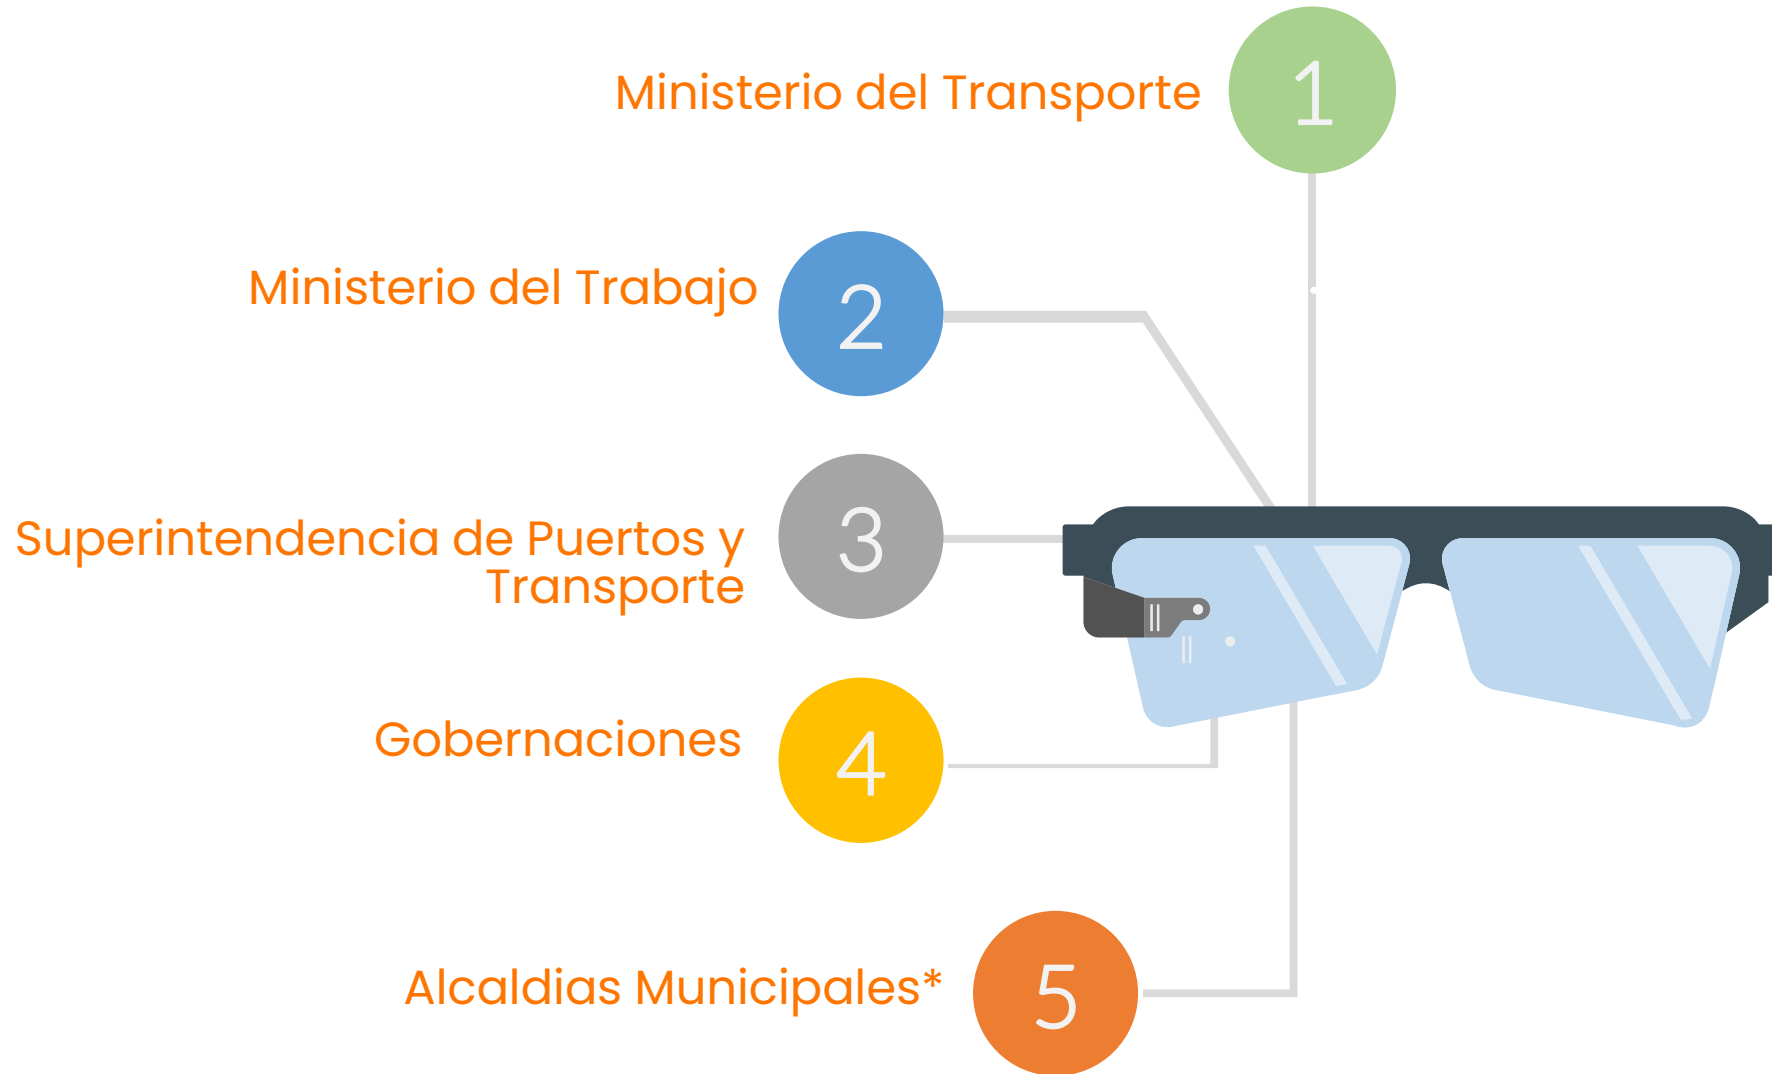 Ministerio del Transporte
1
Ministerio del Trabajo
2
Superintendencia de Puertos y
Transporte
3
Gobernaciones
4
Alcaldias Municipales*
5